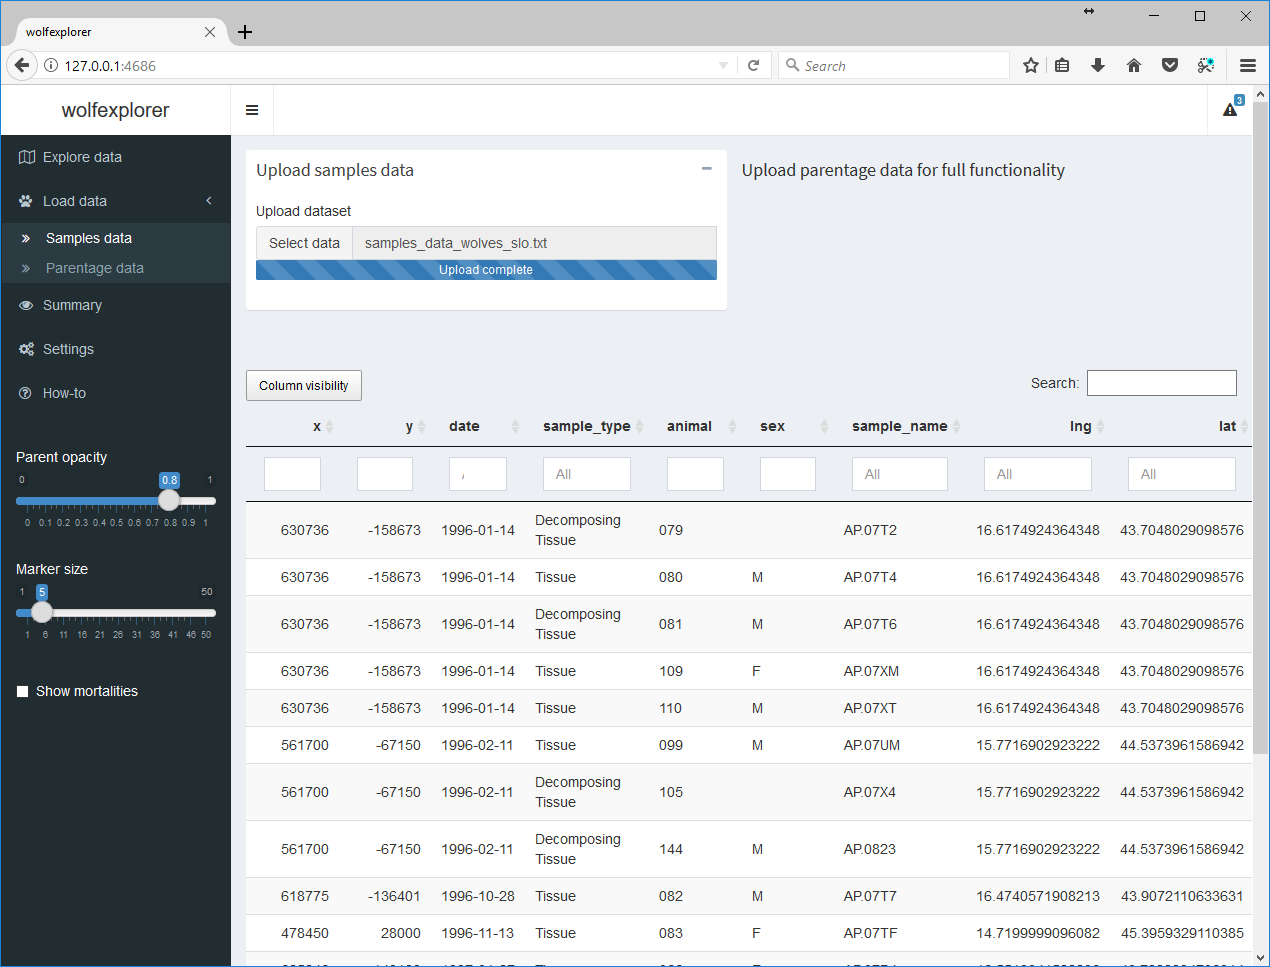 wolfexplorer
127.0.0.1:4686
Search
wolfexplorer
3
Explore data
Load data
Samples data
Parentage data
Summary
Settings
How-to
Parent opacity
0 0.8 1
0 0.1 0.2 0.3 0.4 0.5 0.6 0.7 0.8 0.9 1
Marker size
1 5 50
1 6 11 16 21 26 31 36 41 46 50
Show mortalities
Upload samples data
Upload dataset
Select data samples_data_wolves_slo.txt
Upload complete
Upload parentage data for full functionality
Column visibility
Search:
x y date sample_type animal sex sample_name lng lat
All All All All
630736 -158673 1996-01-14 Decomposing Tissue 079 AP.07T2 16.6174924364348 43.7048029098576
630736 -158673 1996-01-14 Tissue 080 M AP.07T4 16.6174924364348 43.7048029098576
630736 -158673 1996-01-14 Decomposing Tissue 081 M AP.07T6 16.6174924364348 43.7048029098576
630736 -158673 1996-01-14 Tissue 109 F AP.07XM 16.6174924364348 43.7048029098576
630736 -158673 1996-01-14 Tissue 110 M AP.07XT 16.6174924364348 43.7048029098576
561700 -67150 1996-02-11 Tissue 099 M AP.07UM 15.7716902923222 44.5373961586942
561700 -67150 1996-02-11 Decomposing Tissue 105 AP.07X4 15.7716902923222 44.5373961586942
561700 -67150 1996-02-11 Decomposing Tissue 144 M AP.0823 15.7716902923222 44.5373961586942
618775 -136401 1996-10-28 Tissue 082 M AP.07T7 16.4740571908213 43.9072110633631
478450 28000 1996-11-13 Tissue 083 F AP.07TF 14.7199999096082 45.3959329110385